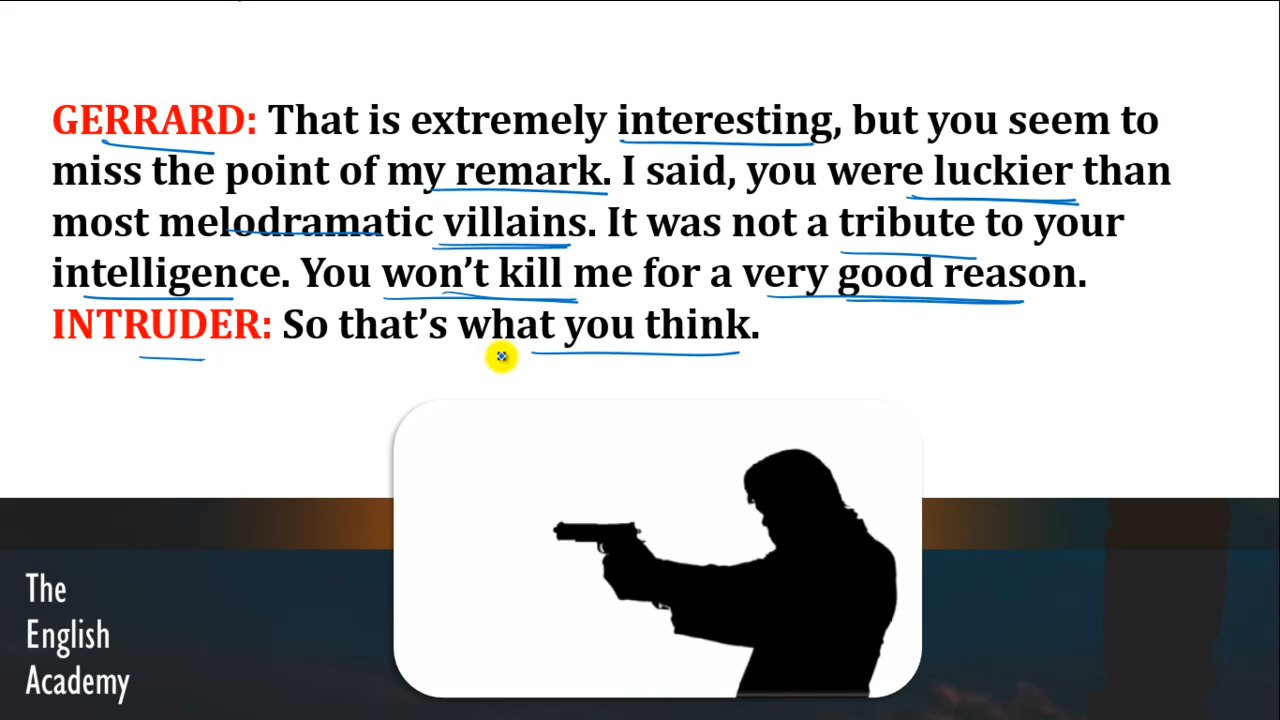 GERRARD: That is extremely interesting, but you seem to
miss the point of my remark. I said, you were luckier than
most melodramatic villains. It was not a tribute to your
intelligence. You won’t kill me for a very good reason.
INTRUDER: So that’s what you think.
The
English
Academy